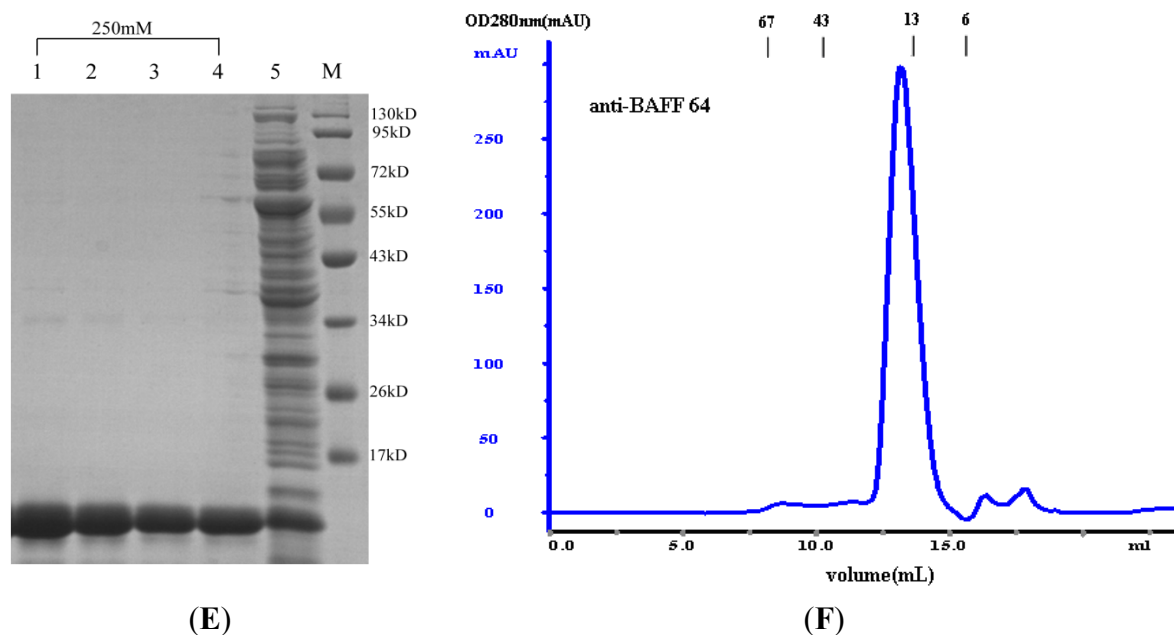 250mM
1 2 3 4 5 M
130kD
95kD
72kD
55kD
43kD
34kD
26kD
17kD
(E)
OD280nm(mAU) 67 43 13 6
mAU
anti-BAFF 64
250
200
150
100
50
0
0.0 5.0 10.0 15.0 ml
volume(mL)
(F)